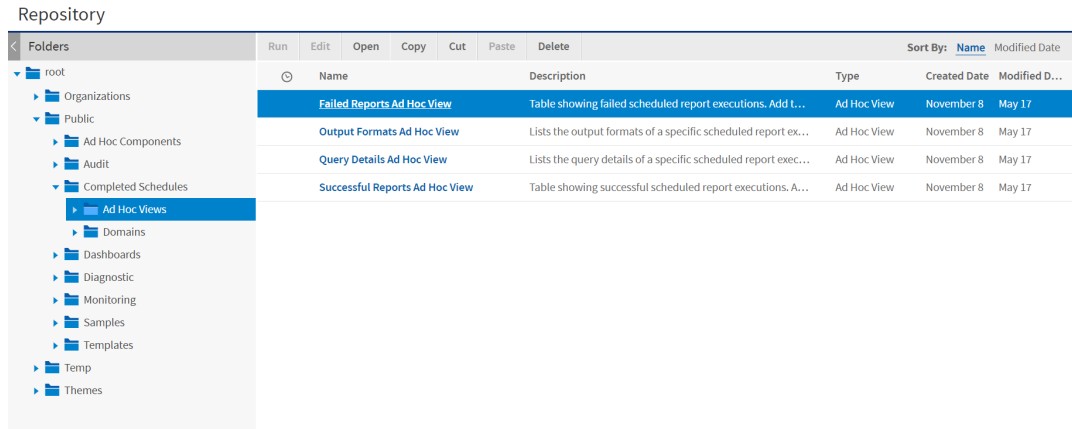 Repository
Folders
Run Edit Open Copy Cut Paste Delete
Sort By: Name Modified Date
root
Organizations
Public
Ad Hoc Components
Audit
Completed Schedules
Ad Hoc Views
Domains
Dashboards
Diagnostic
Monitoring
Samples
Templates
Temp
Themes
Name Description Type Created Date Modified D...
Failed Reports Ad Hoc View Table showing failed scheduled report executions. Add t... Ad Hoc View November 8 May 17
Output Formats Ad Hoc View Lists the output formats of a specific scheduled report ex... Ad Hoc View November 8 May 17
Query Details Ad Hoc View Lists the query details of a specific scheduled report exec... Ad Hoc View November 8 May 17
Successful Reports Ad Hoc View Table showing successful scheduled report executions. A... Ad Hoc View November 8 May 17